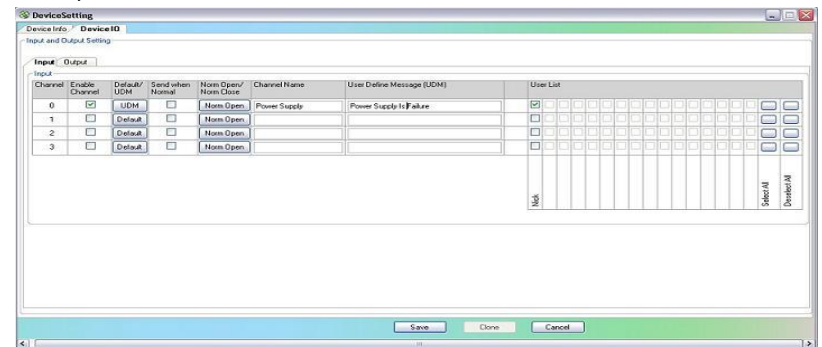 DeviceSetting
Device Info Device IO
Input and Output Setting
Input Output
Input
Channel Enable Channel Default/ UDM Send when Normal Norm Open/ Norm Close Channel Name User Define Message (UDM) User List
0 UDM Norm Open Power Supply Power Supply Is Failure
1 Default Norm Open
2 Default Norm Open
3 Default Norm Open
Nick Select All Deselect All
Save Clone Cancel